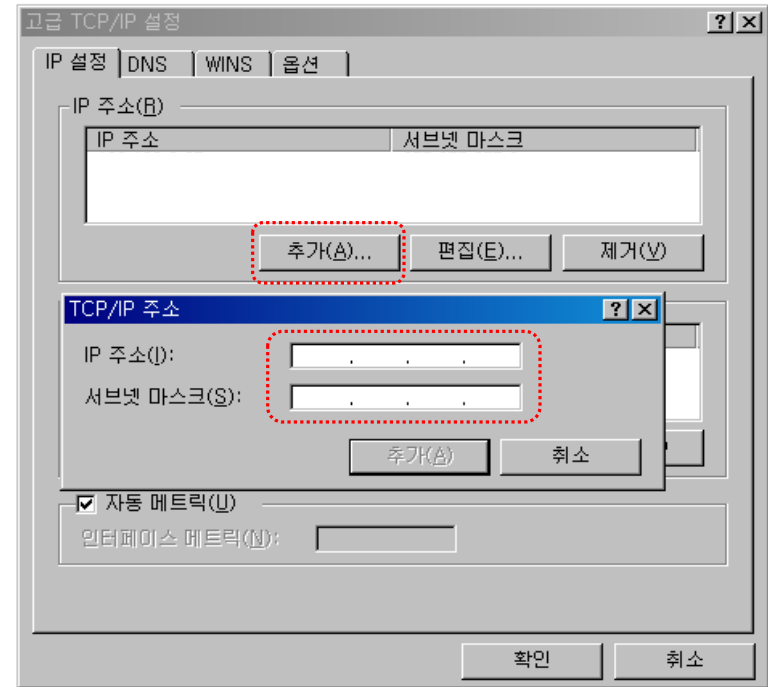 고급 TCP/IP 설정
IP 설정 DNS WINS 옵션
IP 주소(R)
IP 주소 서브넷 마스크
추가(A)... 편집(E)... 제거(V)
TCP/IP 주소
IP 주소(I): . . .
서브넷 마스크(S): . . .
추가(A) 취소
자동 메트릭(U)
인터페이스 메트릭(N):
확인 취소